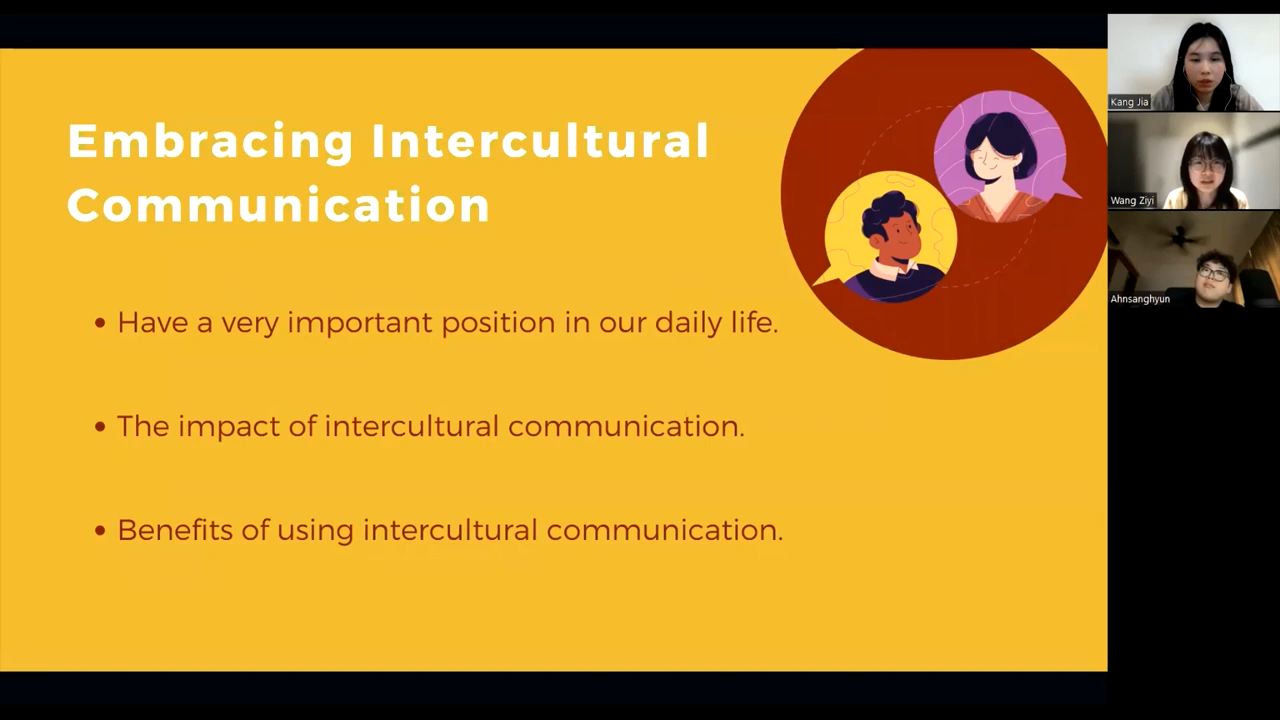 Embracing Intercultural
Communication
• Have a very important position in our daily life.
• The impact of intercultural communication.
• Benefits of using intercultural communication.
Kang Jia
Wang Ziyi
Ahnsanghyun